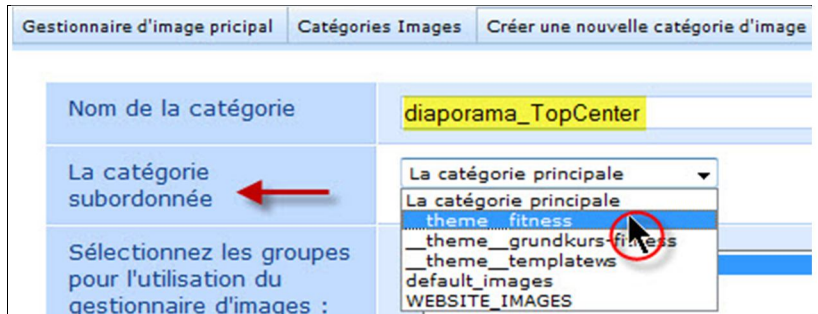 Gestionnaire d'image pricipal Catégories Images Créer une nouvelle catégorie d'image
Nom de la catégorie diaporama_TopCenter
La catégorie subordonnée
La catégorie principale
La catégorie principale
__theme__fitness
__theme__grundkurs-fitness
__theme__templatews
default_images
WEBSITE_IMAGES
Sélectionnez les groupes
pour l'utilisation du
gestionnaire d'images :